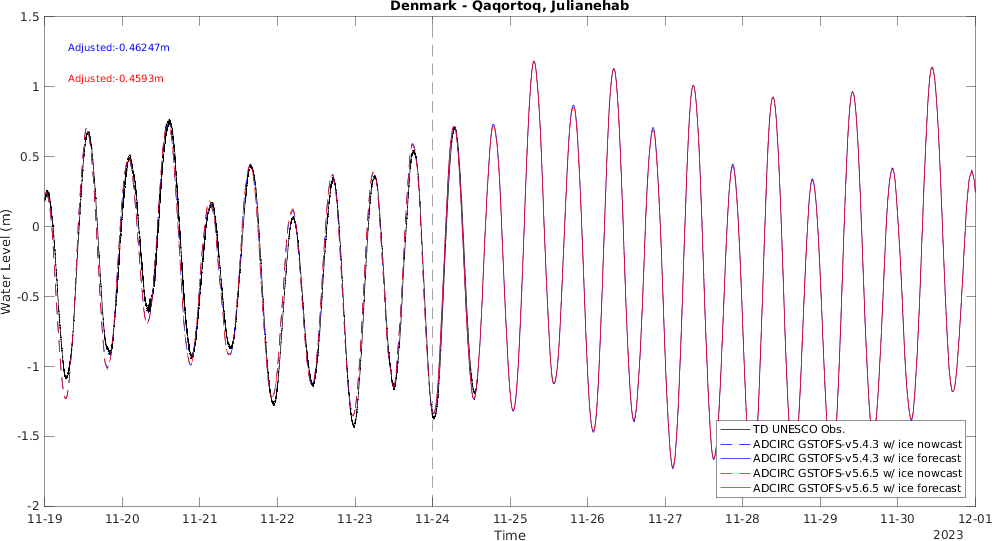 Denmark - Qaqortoq, Julianehab
1.5
1
0.5
0
-0.5
-1
-1.5
-2
Water Level (m)
Adjusted:-0.46247m
Adjusted:-0.4593m
TD UNESCO Obs.
ADCIRC GSTOFS-v5.4.3 w/ ice nowcast
ADCIRC GSTOFS-v5.4.3 w/ ice forecast
ADCIRC GSTOFS-v5.6.5 w/ ice nowcast
ADCIRC GSTOFS-v5.6.5 w/ ice forecast
11-19 11-20 11-21 11-22 11-23 11-24 11-25 11-26 11-27 11-28 11-29 11-30 12-01
Time
2023